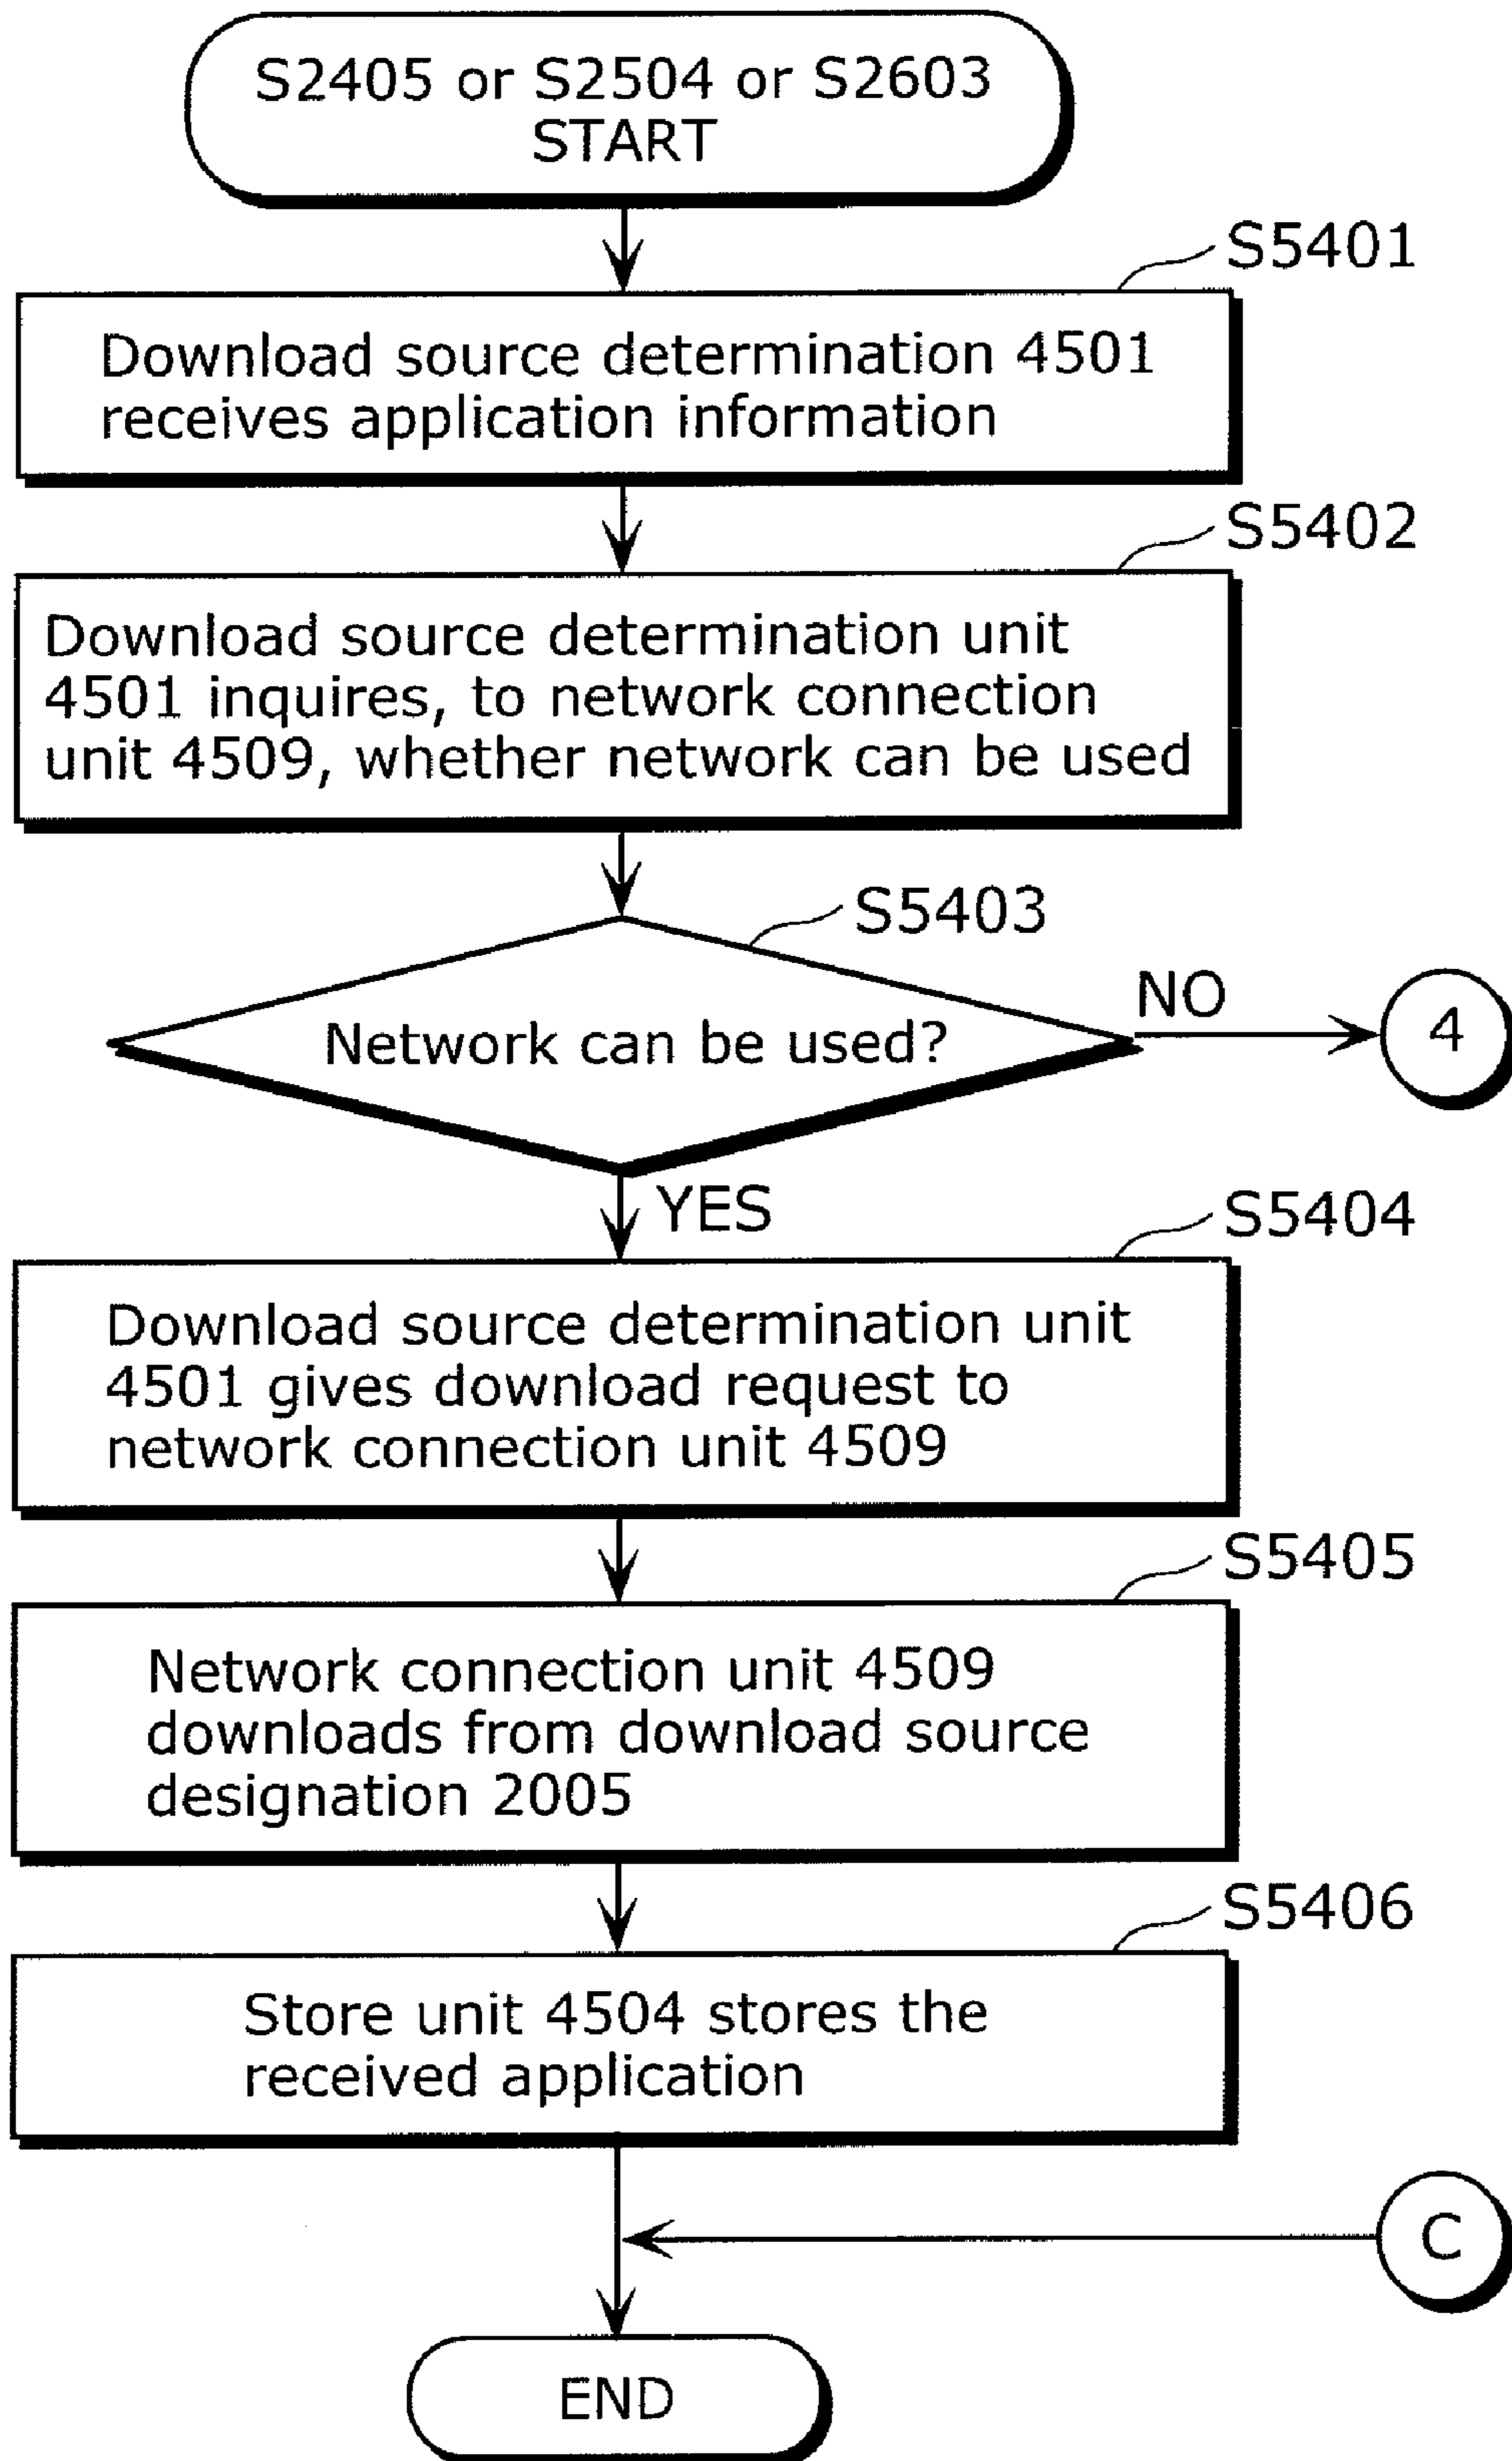 S2405 or S2504 or S2603
START
S5401
Download source determination 4501
receives application information
S5402
Download source determination unit
4501 inquires, to network connection
unit 4509, whether network can be used
S5403
Network can be used?
NO
4
YES
S5404
Download source determination unit
4501 gives download request to
network connection unit 4509
S5405
Network connection unit 4509
downloads from download source
designation 2005
S5406
Store unit 4504 stores the
received application
C
END